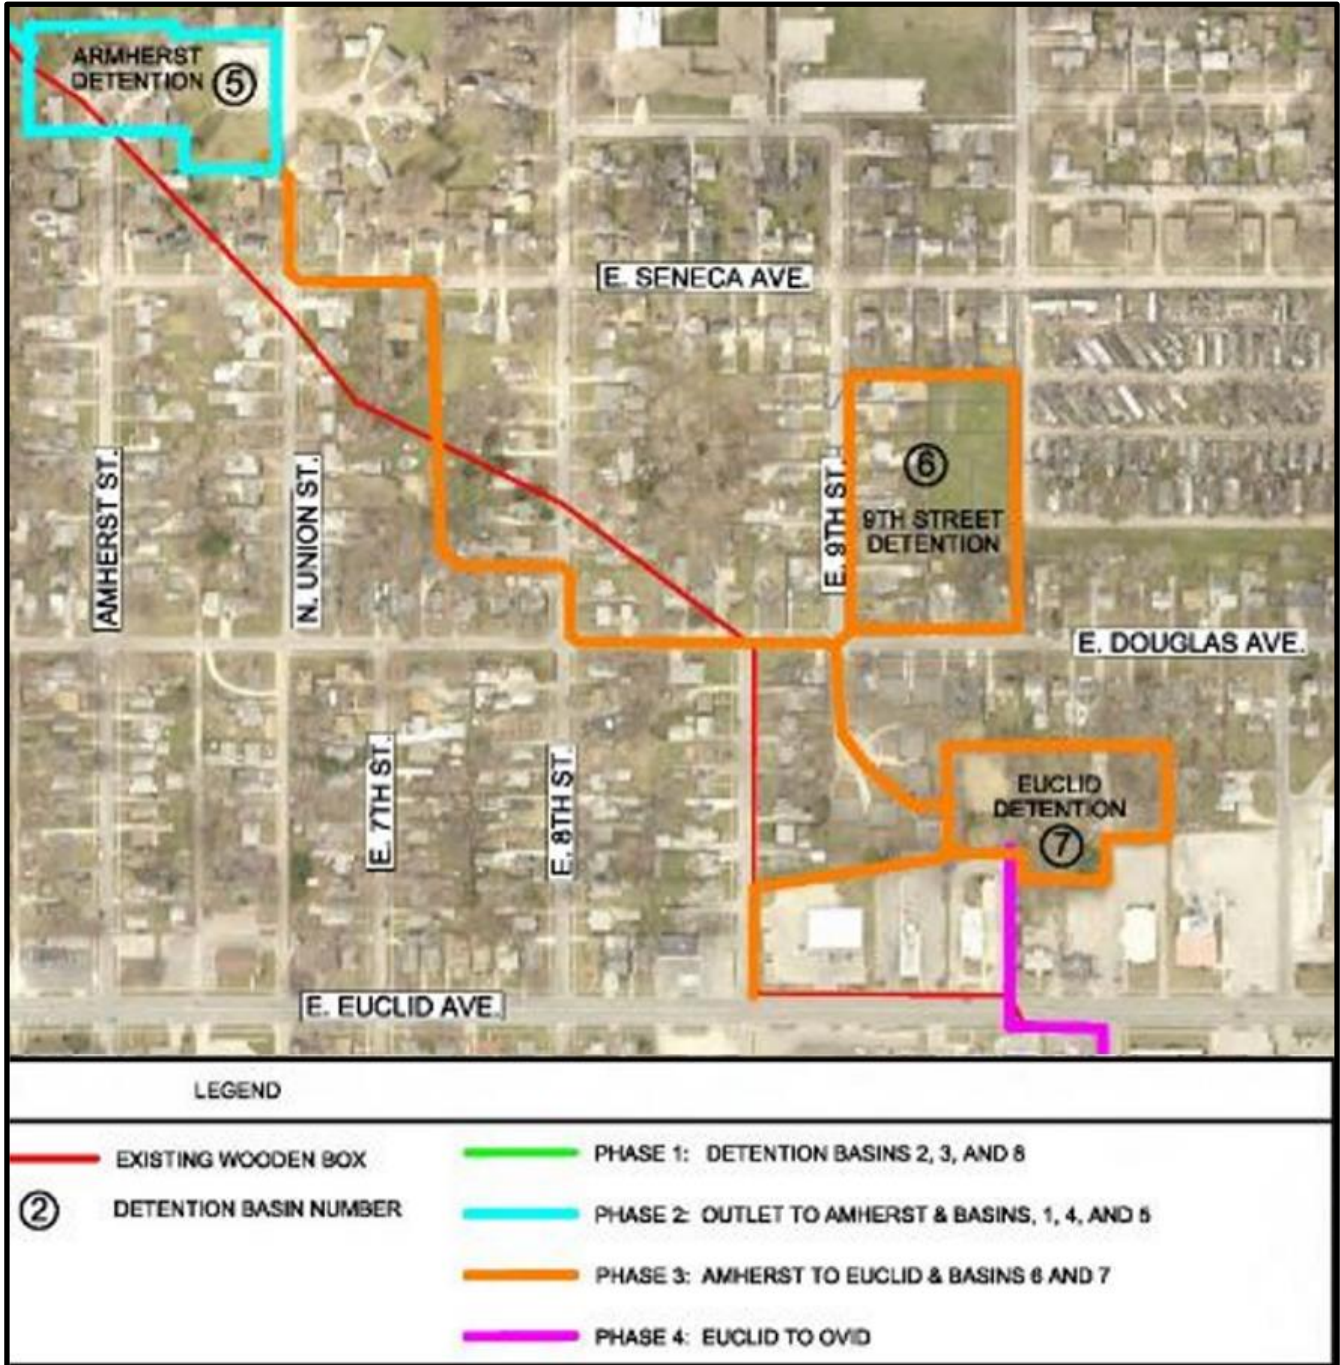 ARMHERST
DETENTION 5
E. SENECA AVE.
AMHERST ST.
N. UNION ST.
E. 9TH ST.
6
9TH STREET
DETENTION
E. DOUGLAS AVE.
E. 7TH ST.
E. 8TH ST.
EUCLID
DETENTION
7
E. EUCLID AVE.
LEGEND
EXISTING WOODEN BOX
2 DETENTION BASIN NUMBER
PHASE 1: DETENTION BASINS 2, 3, AND 8
PHASE 2: OUTLET TO AMHERST & BASINS, 1, 4, AND 5
PHASE 3: AMHERST TO EUCLID & BASINS 6 AND 7
PHASE 4: EUCLID TO OVID